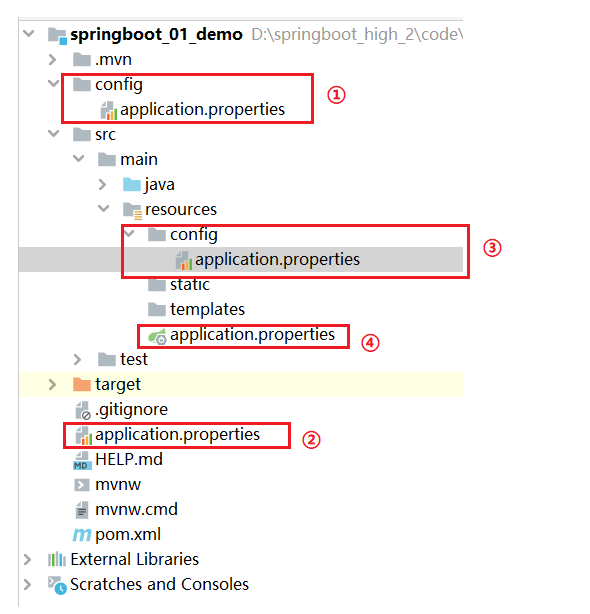 springboot_01_demo D:\springboot_high_2\code\
.mvn
config
application.properties
①
src
main
java
resources
config
application.properties
③
static
templates
application.properties
④
test
target
.gitignore
application.properties
②
MD
HELP.md
mvnw
mvnw.cmd
m pom.xml
External Libraries
Scratches and Consoles